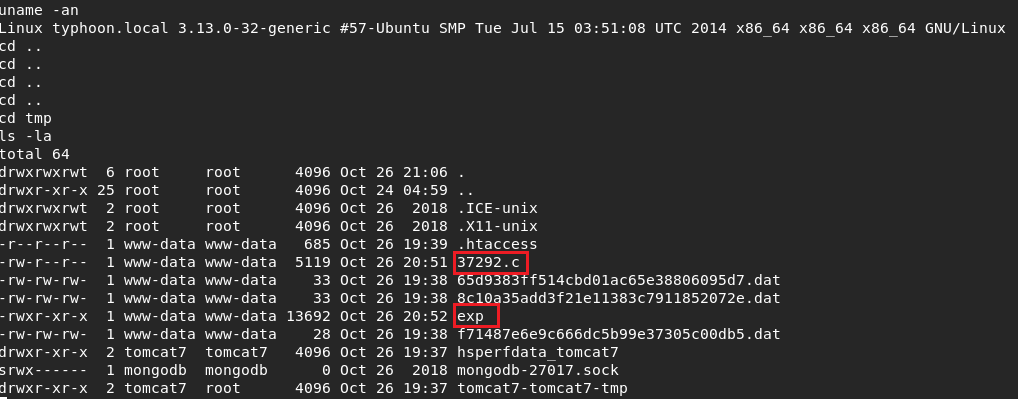 uname -an
Linux typhoon.local 3.13.0-32-generic #57-Ubuntu SMP Tue Jul 15 03:51:08 UTC 2014 x86_64 x86_64 x86_64 GNU/Linux
cd ..
cd ..
cd ..
cd ..
cd tmp
ls -la
total 64
drwxrwxrwt  6 root     root      4096 Oct 26 21:06 .
drwxr-xr-x 25 root     root      4096 Oct 24 04:59 ..
drwxrwxrwt  2 root     root      4096 Oct 26  2018 .ICE-unix
drwxrwxrwt  2 root     root      4096 Oct 26  2018 .X11-unix
-r--r--r--  1 www-data www-data   685 Oct 26 19:39 .htaccess
-rw-r--r--  1 www-data www-data  5119 Oct 26 20:51 37292.c
-rw-rw-rw-  1 www-data www-data    33 Oct 26 19:38 65d9383ff514cbd01ac65e38806095d7.dat
-rw-rw-rw-  1 www-data www-data    33 Oct 26 19:38 8c10a35add3f21e11383c7911852072e.dat
-rwxr-xr-x  1 www-data www-data 13692 Oct 26 20:52 exp
-rw-rw-rw-  1 www-data www-data    28 Oct 26 19:38 f71487e6e9c666dc5b99e37305c00db5.dat
drwxr-xr-x  2 tomcat7  tomcat7   4096 Oct 26 19:37 hsperfdata_tomcat7
srwx------  1 mongodb  mongodb      0 Oct 26  2018 mongodb-27017.sock
drwxr-xr-x  2 tomcat7  root      4096 Oct 26 19:37 tomcat7-tomcat7-tmp